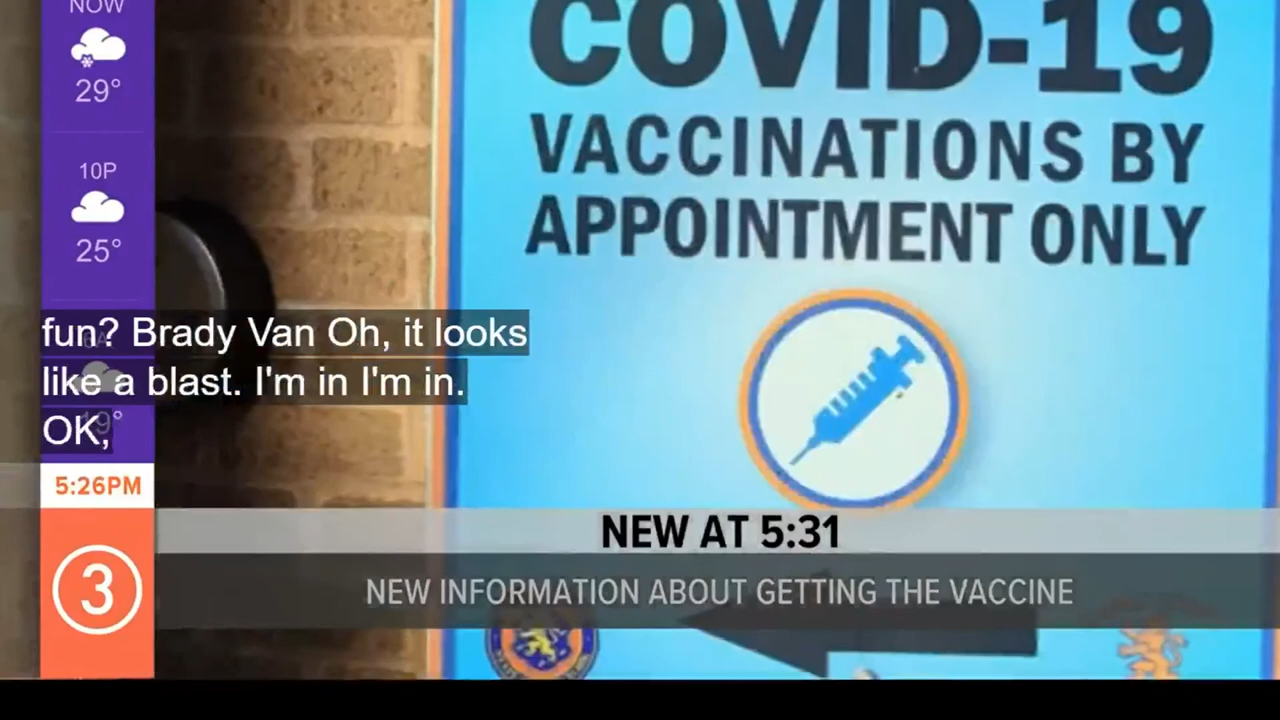 NOW
29°
10P
25°
COVID-19
VACCINATIONS BY
APPOINTMENT ONLY
fun? Brady Van Oh, it looks
like a blast. I'm in I'm in.
OK,
19°
5:26PM
3
NEW AT 5:31
NEW INFORMATION ABOUT GETTING THE VACCINE